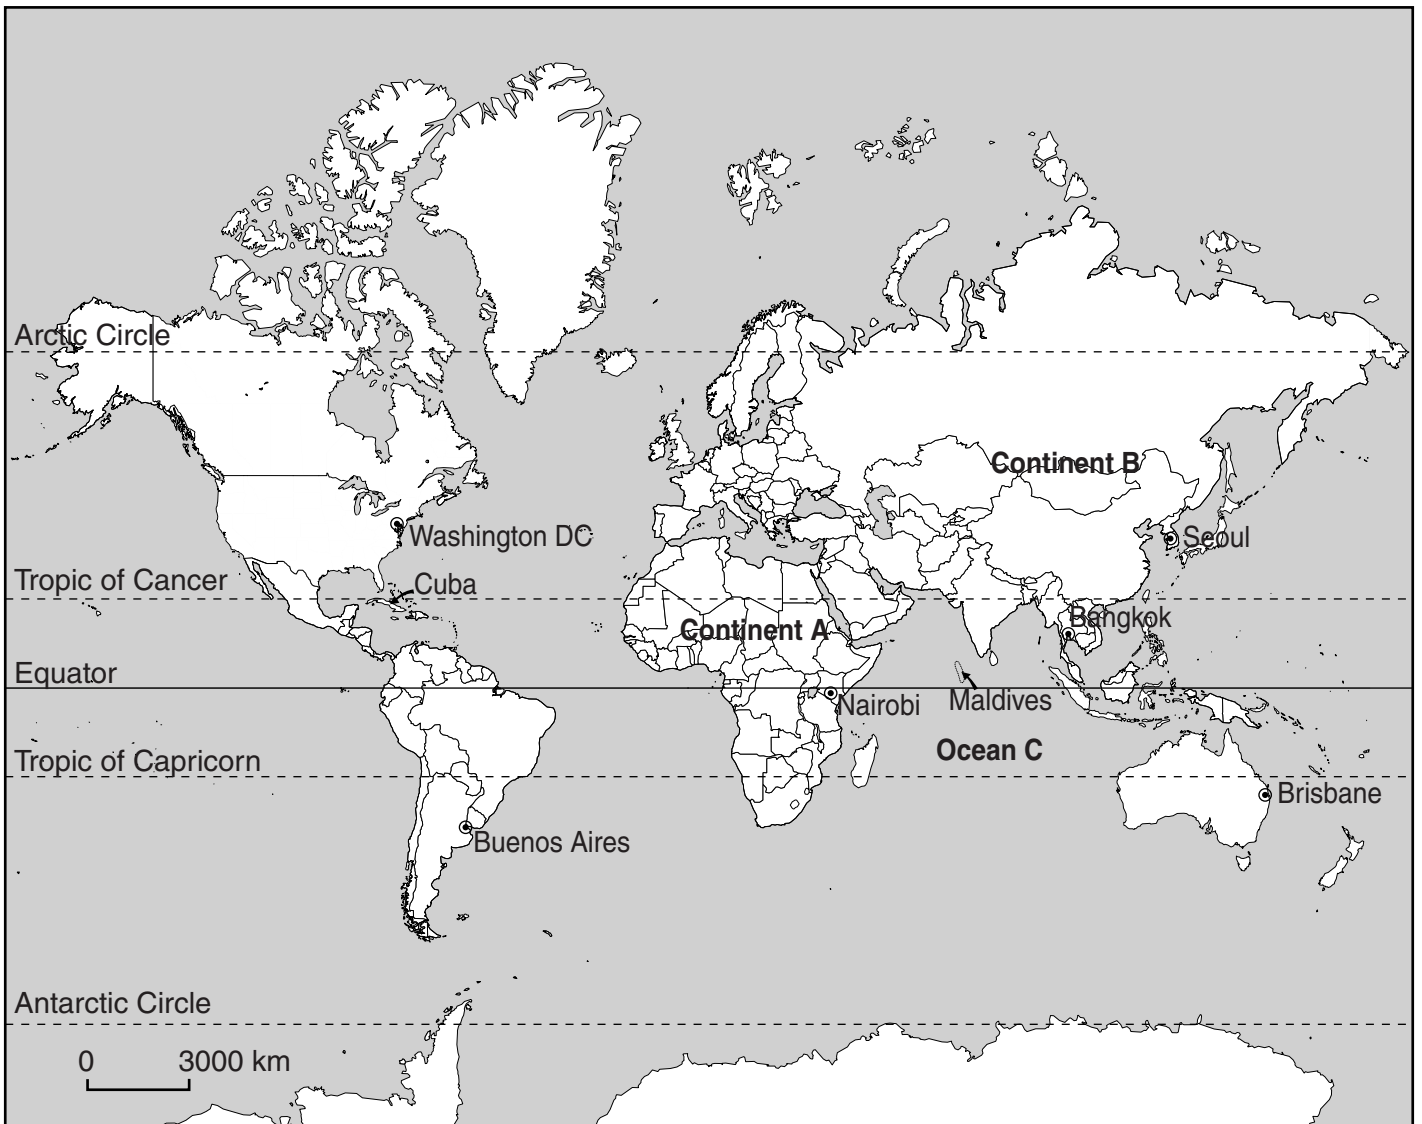 Arctic Circle
Continent B
Washington DC
Seoul
Tropic of Cancer
Cuba
Bangkok
Continent A
Equator
Maldives
Nairobi
Ocean C
Tropic of Capricorn
Brisbane
Buenos Aires
Antarctic Circle
0 3000 km